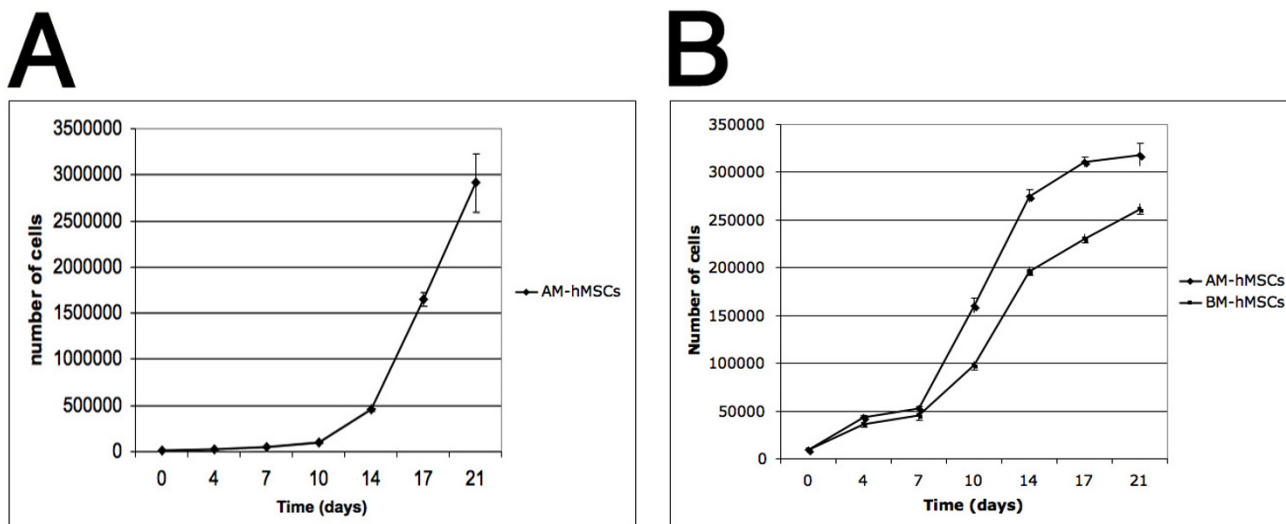 A
3500000
3000000
2500000
2000000
1500000
1000000
500000
0
number of cells
0 4 7 10 14 17 21
Time (days)
AM-hMSCs
B
350000
300000
250000
200000
150000
100000
50000
0
Number of cells
0 4 7 10 14 17 21
Time (days)
AM-hMSCs
BM-hMSCs